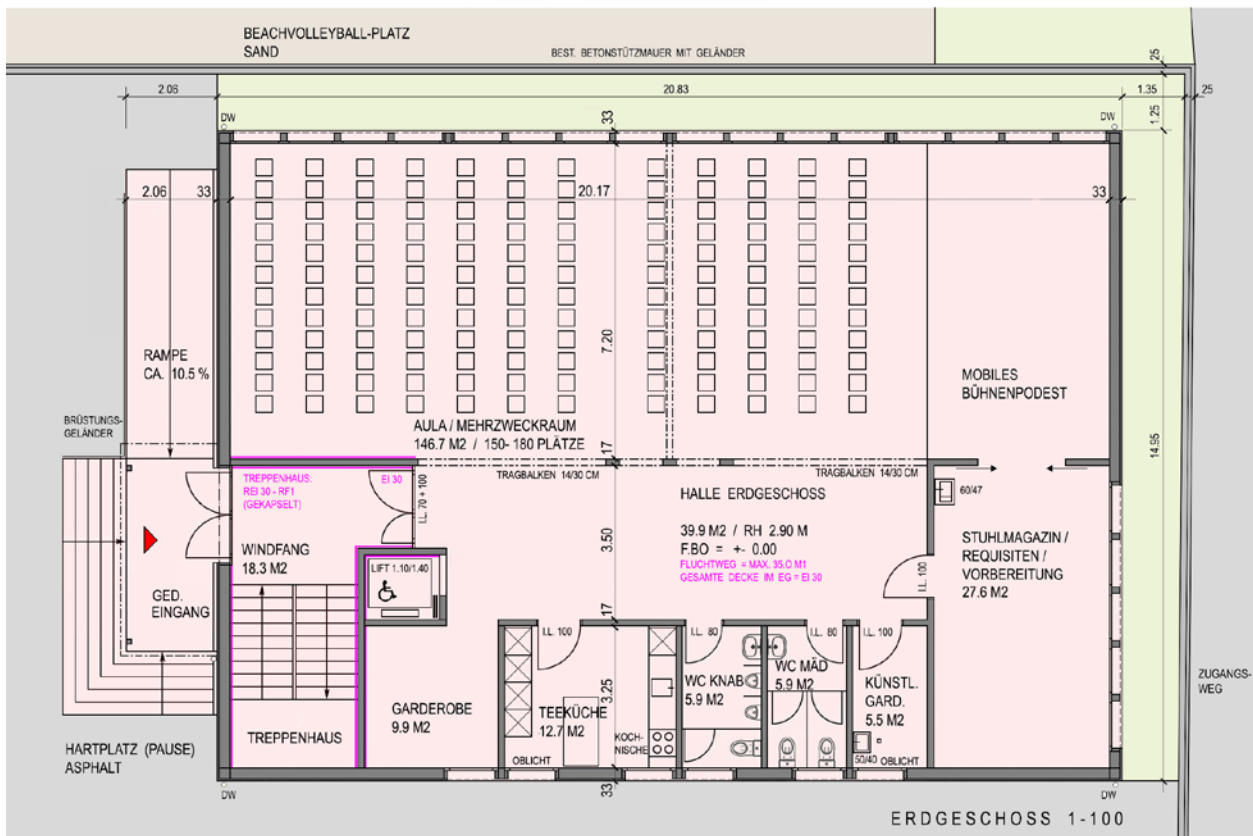 BEACHVOLLEYBALL-PLATZ
SAND
BEST. BETONSTÜTZMAUER MIT GELÄNDER
25
2.06
20.83
1.35
25
DW
33
DW
1.25
2.06
33
20.17
33
RAMPE
CA. 10.5 %
7.20
MOBILES
BÜHNENPODEST
BRÜSTUNGS-
GELÄNDER
AULA / MEHRZWECKRAUM
146.7 M2 / 150- 180 PLÄTZE
17
14.95
TREPPENHAUS:
REI 30 - RF1
(GEKAPSELT)
EI 30
I.L. 70 + 100
TRAGBALKEN 14/30 CM
TRAGBALKEN 14/30 CM
HALLE ERDGESCHOSS
39.9 M2 / RH 2.90 M
F.BO = +- 0.00
FLUCHTWEG = MAX. 35.0 M1
GESAMTE DECKE IM EG = EI 30
3.50
60/47
STUHLMAGAZIN /
REQUISITEN /
VORBEREITUNG
27.6 M2
WINDFANG
18.3 M2
LIFT 1.10/1.40
I.L. 100
GED.
EINGANG
17
I.L. 100
I.L. 80
I.L. 80
I.L. 100
WC KNAB
5.9 M2
WC MÄD
5.9 M2
KÜNSTL.
GARD.
5.5 M2
ZUGANGS-
WEG
GARDEROBE
9.9 M2
TEEKÜCHE
12.7 M2
3.25
KOCH-
NISCHE
TREPPENHAUS
HARTPLATZ (PAUSE)
ASPHALT
OBLICHT
50/40
OBLICHT
DW
33
DW
ERDGESCHOSS 1-100